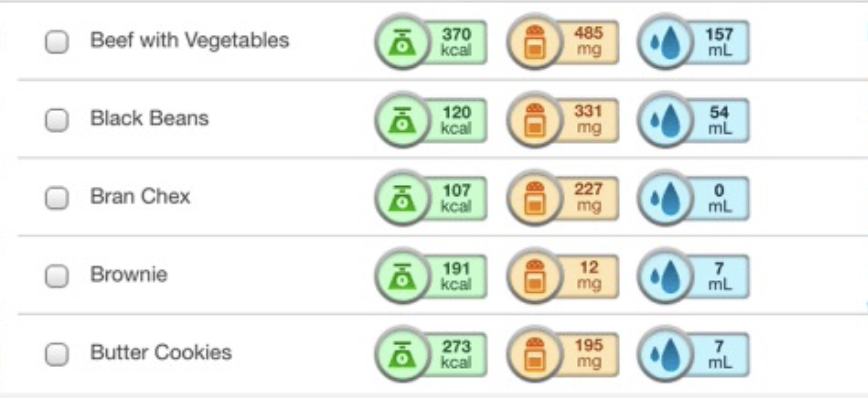 Beef with Vegetables 370 kcal 485 mg 157 mL
Black Beans 120 kcal 331 mg 54 mL
Bran Chex 107 kcal 227 mg 0 mL
Brownie 191 kcal 12 mg 7 mL
Butter Cookies 273 kcal 195 mg 7 mL